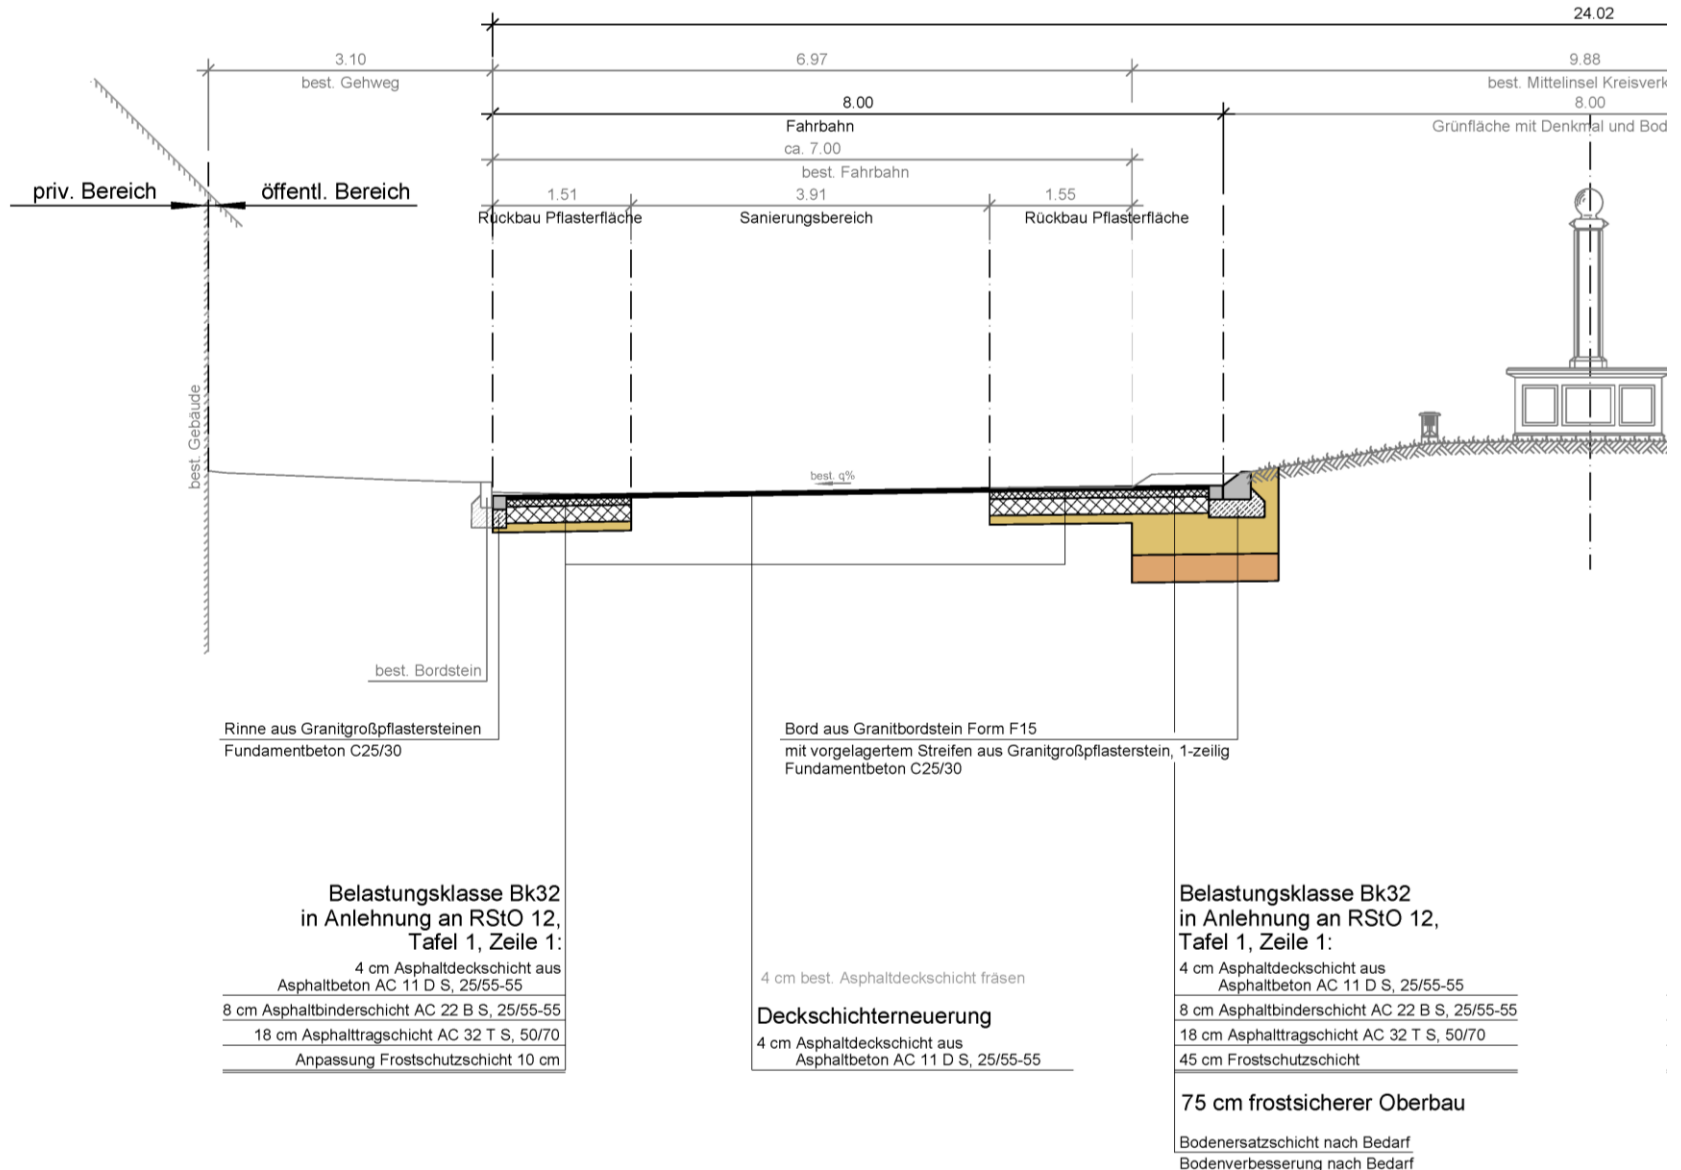 24.02
3.10
6.97
9.88
best. Gehweg
best. Mittelinsel Kreisverk
8.00
8.00
Fahrbahn
Grünfläche mit Denkmal und Bod
ca. 7.00
best. Fahrbahn
priv. Bereich
öffentl. Bereich
1.51
3.91
1.55
Rückbau Pflasterfläche
Sanierungsbereich
Rückbau Pflasterfläche
best. Gebäude
best. q%
best. Bordstein
Rinne aus Granitgroßpflastersteinen
Fundamentbeton C25/30
Bord aus Granitbordstein Form F15
mit vorgelagertem Streifen aus Granitgroßpflasterstein, 1-zeilig
Fundamentbeton C25/30
Belastungsklasse Bk32
in Anlehnung an RStO 12,
Tafel 1, Zeile 1:
4 cm Asphaltdeckschicht aus
Asphaltbeton AC 11 D S, 25/55-55
8 cm Asphaltbinderschicht AC 22 B S, 25/55-55
18 cm Asphalttragschicht AC 32 T S, 50/70
Anpassung Frostschutzschicht 10 cm
4 cm best. Asphaltdeckschicht fräsen
Deckschichterneuerung
4 cm Asphaltdeckschicht aus
Asphaltbeton AC 11 D S, 25/55-55
Belastungsklasse Bk32
in Anlehnung an RStO 12,
Tafel 1, Zeile 1:
4 cm Asphaltdeckschicht aus
Asphaltbeton AC 11 D S, 25/55-55
8 cm Asphaltbinderschicht AC 22 B S, 25/55-55
18 cm Asphalttragschicht AC 32 T S, 50/70
45 cm Frostschutzschicht
75 cm frostsicherer Oberbau
Bodenersatzschicht nach Bedarf
Bodenverbesserung nach Bedarf